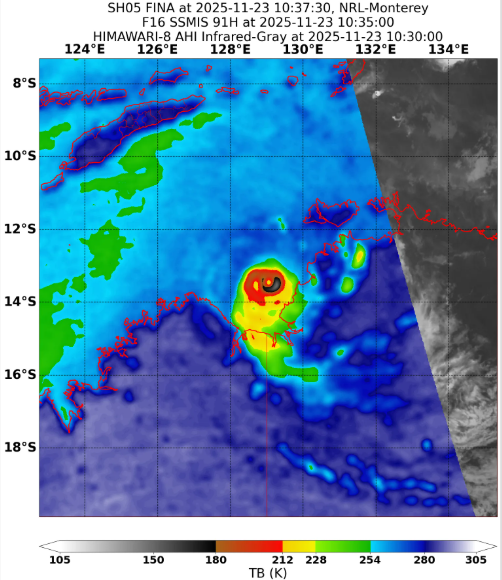 SH05 FINA at 2025-11-23 10:37:30, NRL-Monterey
F16 SSMIS 91H at 2025-11-23 10:35:00
HIMAWARI-8 AHI Infrared-Gray at 2025-11-23 10:30:00
124°E 126°E 128°E 130°E 132°E 134°E
8°S
10°S
12°S
14°S
16°S
18°S
105 150 180 212 228 254 280 305
TB (K)